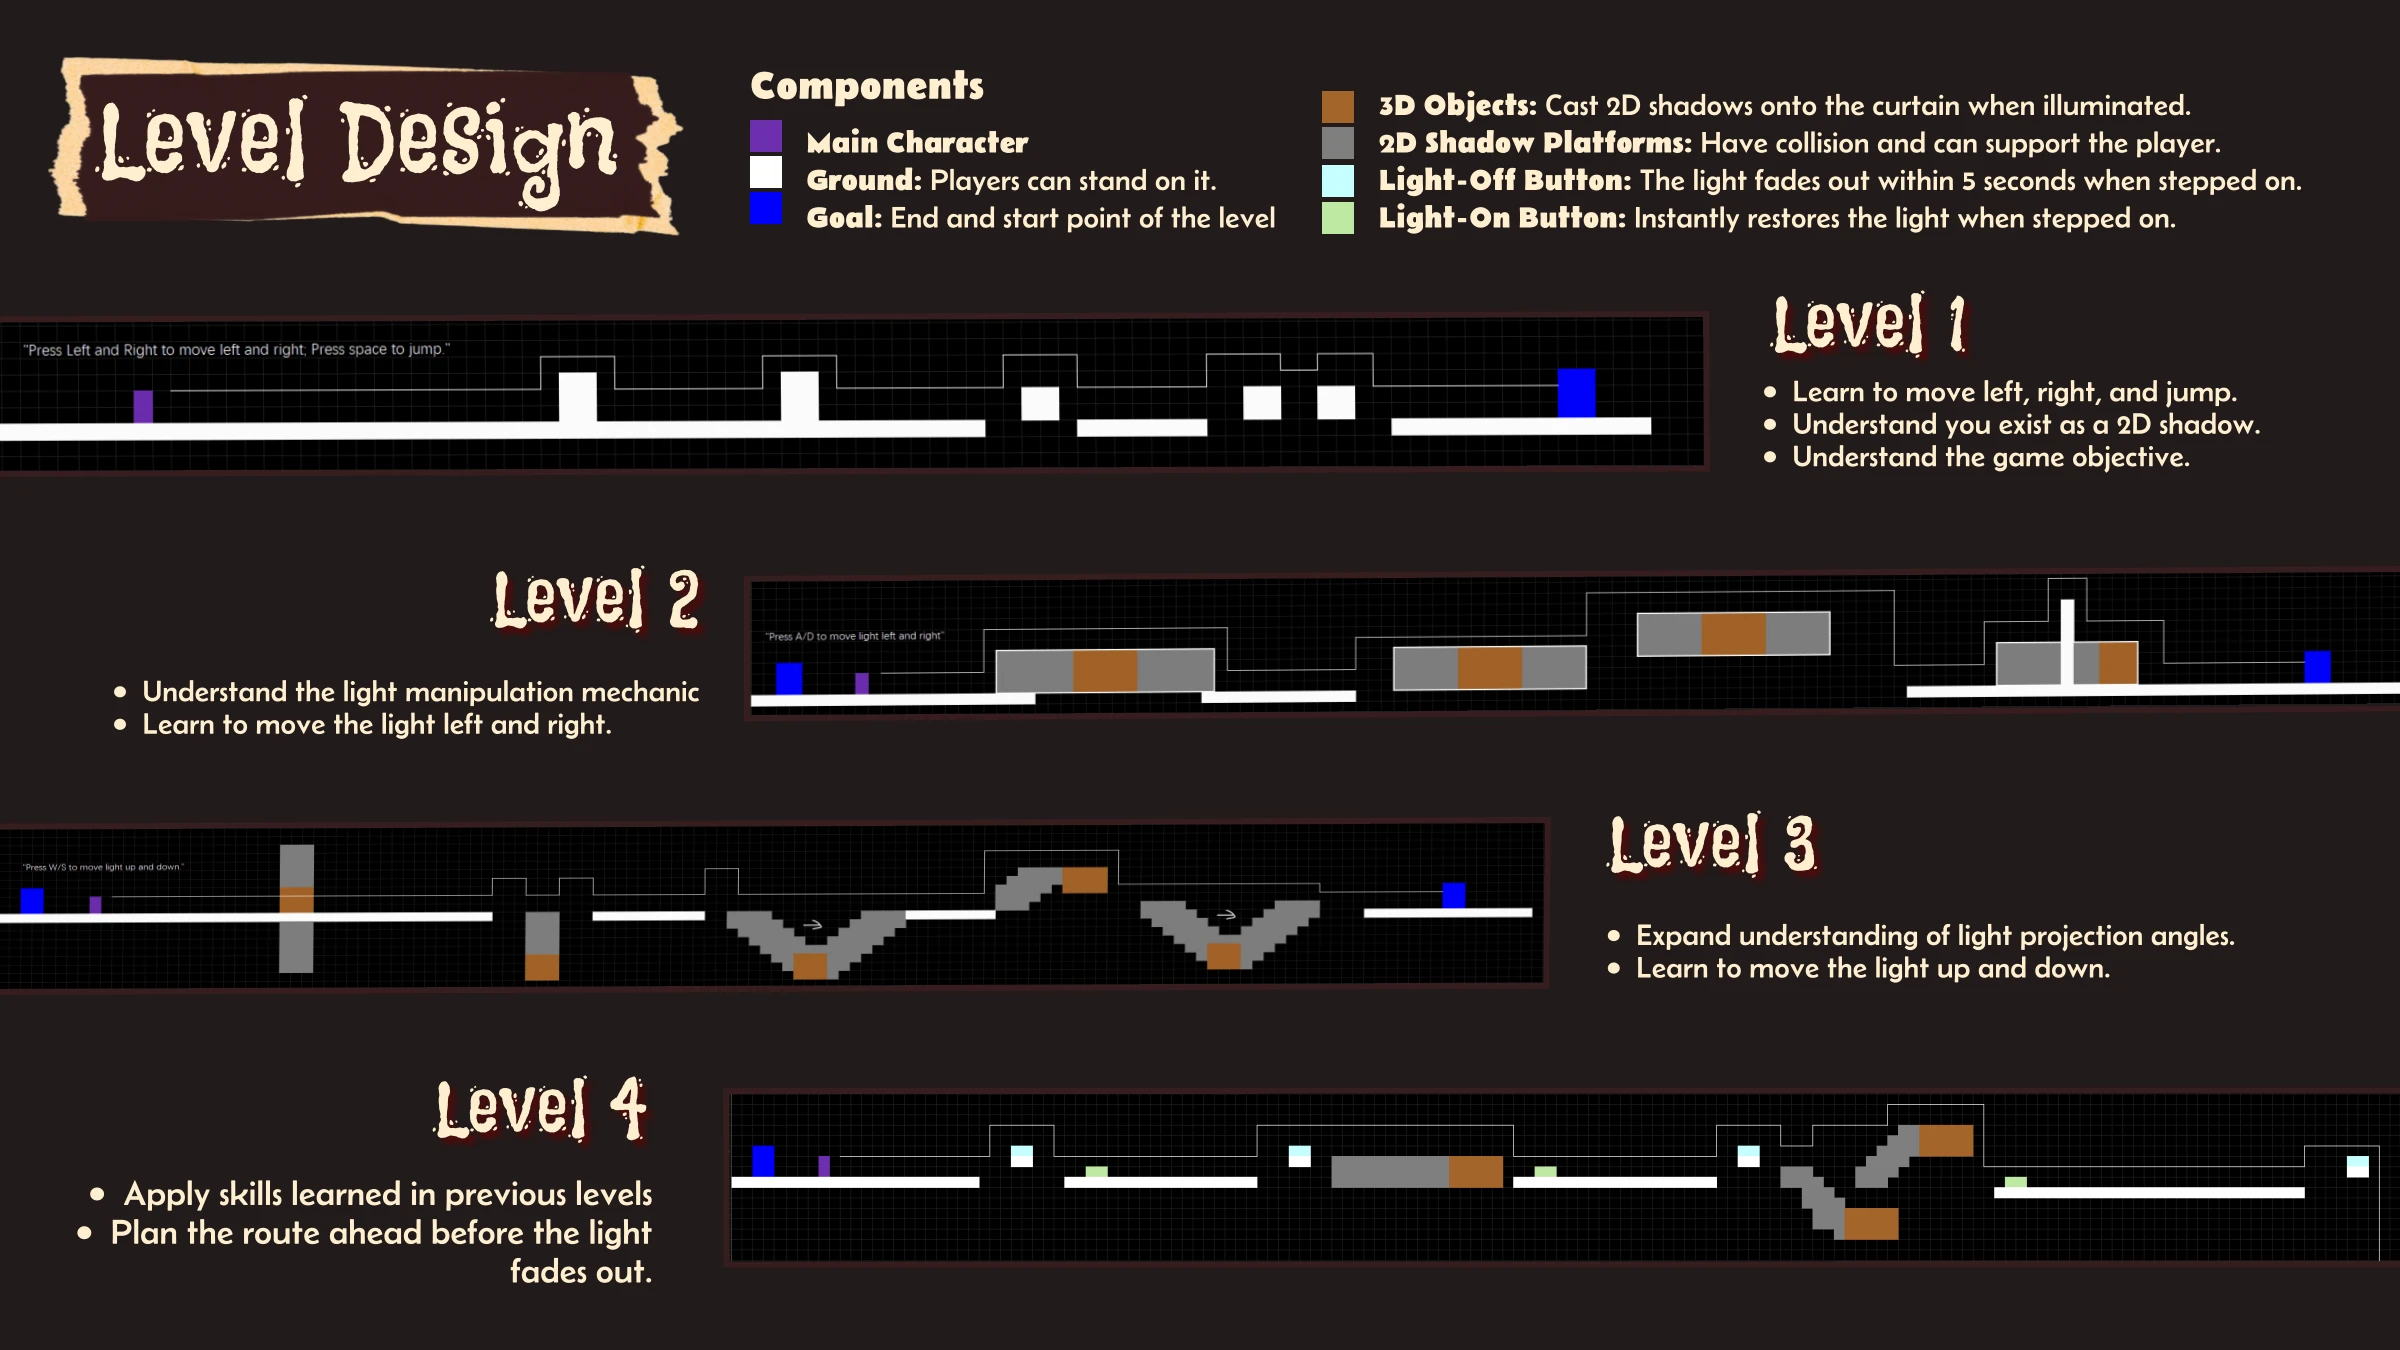 Level Design
Components
Main Character
Ground: Players can stand on it.
Goal: End and start point of the level
3D Objects: Cast 2D shadows onto the curtain when illuminated.
2D Shadow Platforms: Have collision and can support the player.
Light-Off Button: The light fades out within 5 seconds when stepped on.
Light-On Button: Instantly restores the light when stepped on.
"Press Left and Right to move left and right; Press space to jump."
Level 1
• Learn to move left, right, and jump.
• Understand you exist as a 2D shadow.
• Understand the game objective.
Level 2
• Understand the light manipulation mechanic
• Learn to move the light left and right.
"Press A/D to move light left and right"
"Press W/S to move light up and down."
Level 3
• Expand understanding of light projection angles.
• Learn to move the light up and down.
Level 4
• Apply skills learned in previous levels
• Plan the route ahead before the light
fades out.